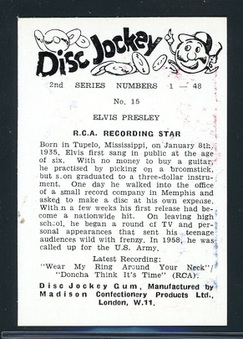 Disc Jockey
2nd SERIES NUMBERS 1 — 48
No. 15
ELVIS PRESLEY
R.C.A. RECORDING STAR
Born in Tupelo, Mississippi, on January 8th,
1935, Elvis first sang in public at the age
of six. With no money to buy a guitar,
he practised by picking on a broomstick,
but soon graduated to a three-dollar instru-
ment. One day he walked into the office
of a small record company in Memphis and
asked to make a disc at his own expense.
With n a few weeks his first release had be-
come a nationwide hit. On leaving high
school, he began a round of TV and per-
sonal appearances that sent his teenage
audiences wild with frenzy. In 1958, he was
called up for the U.S. Army.
Latest Recording:
"Wear My Ring Around Your Neck"
"Doncha Think It's Time" (RCA).
Disc Jockey Gum, Manufactured by
Madison Confectionery Products Ltd.,
London, W.11.